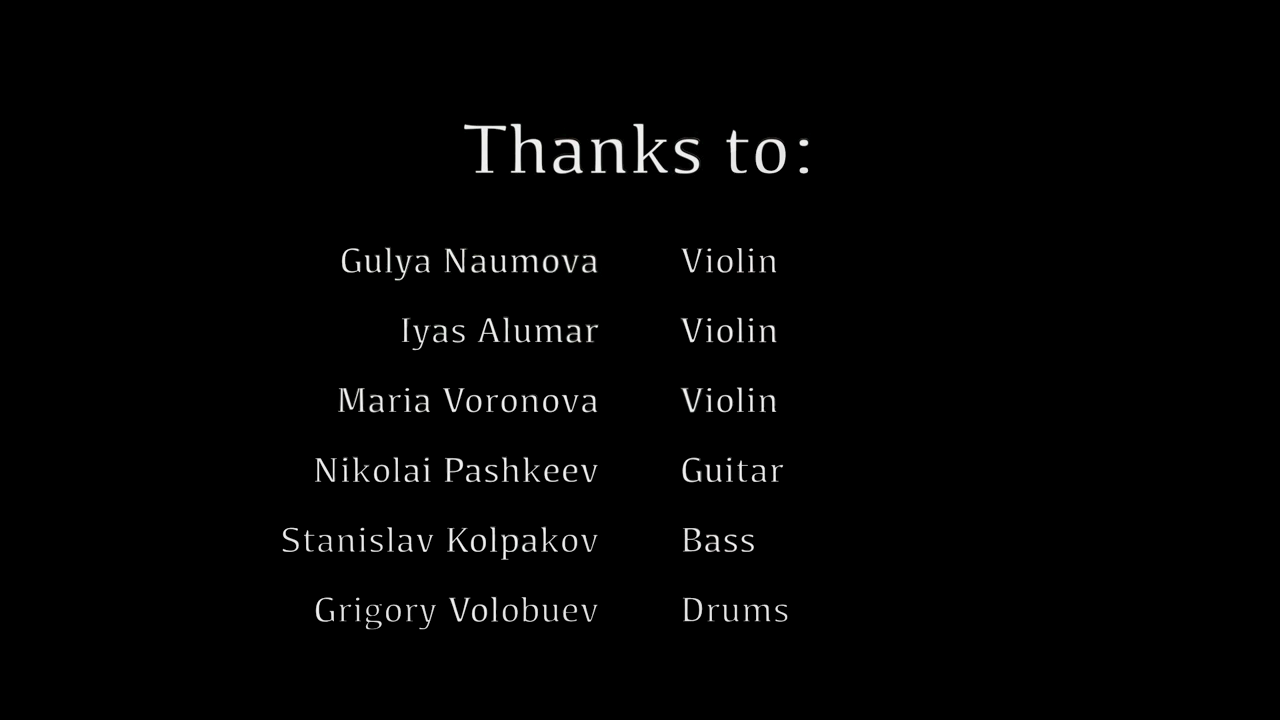 Thanks to:
Gulya Naumova Violin
Iyas Alumar Violin
Maria Voronova Violin
Nikolai Pashkeev Guitar
Stanislav Kolpakov Bass
Grigory Volobuev Drums